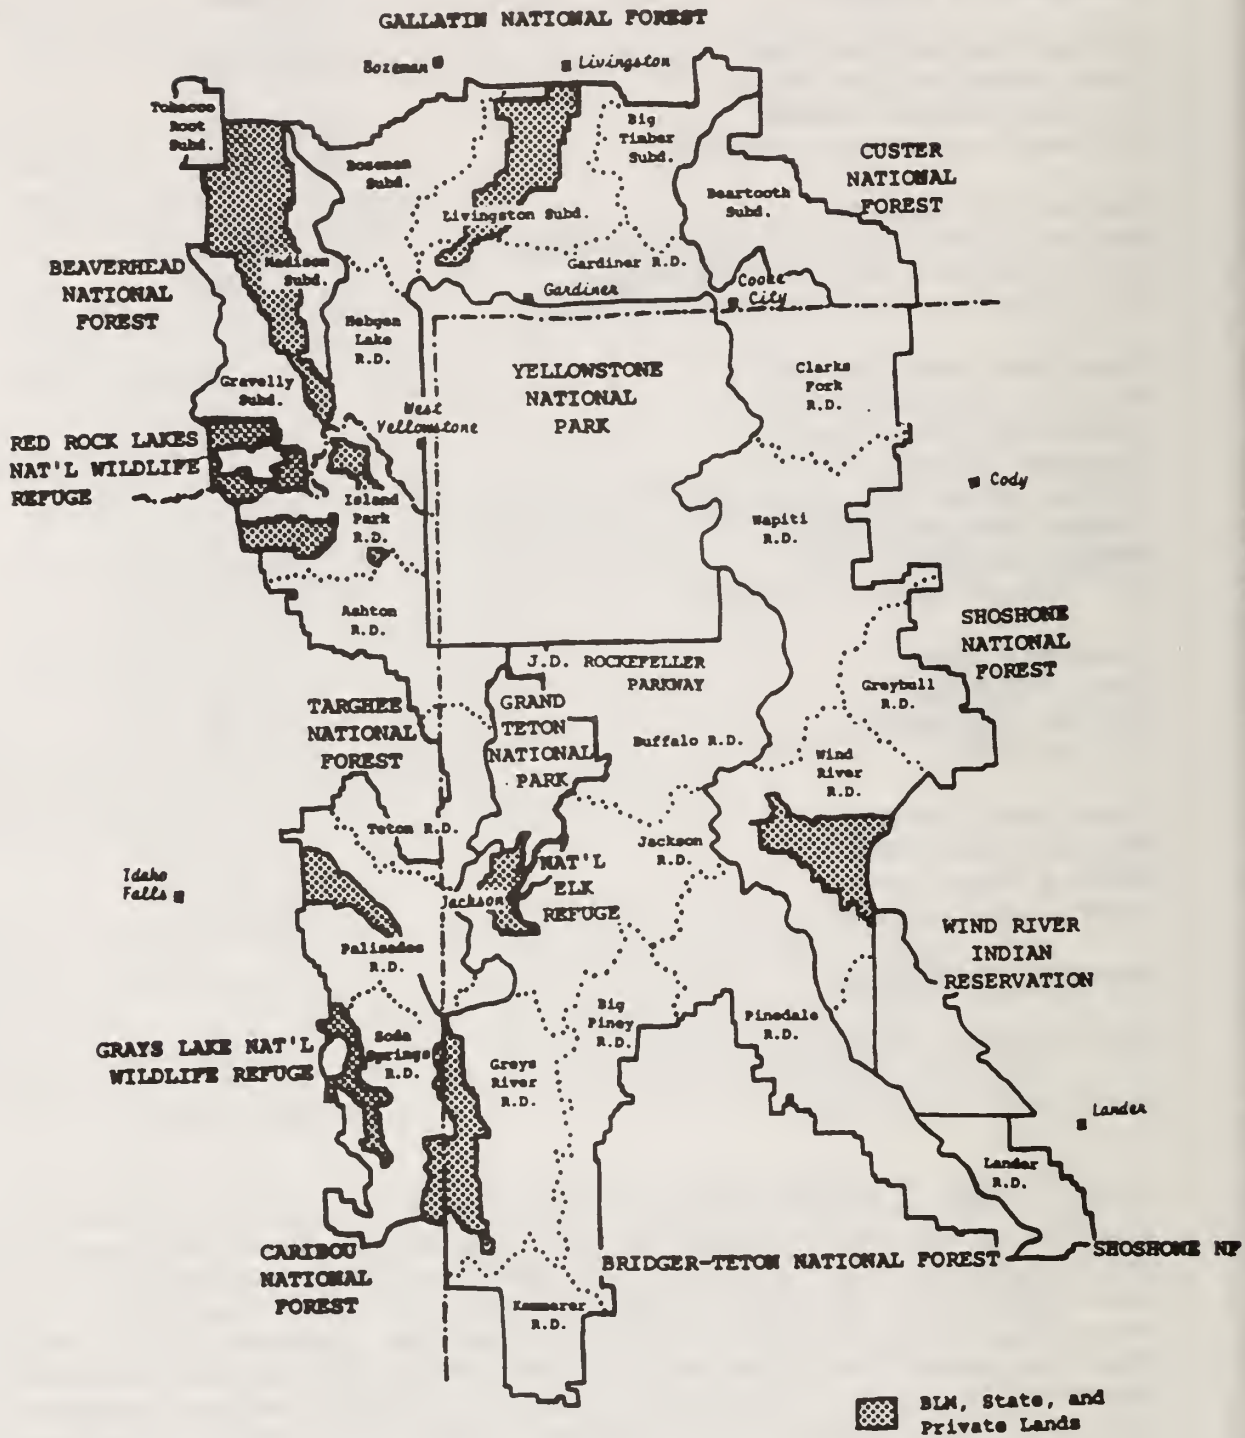 GALLATIN NATIONAL FOREST
Bozeman
Livingston
Tobacco
Root
Subd.
Big
Timber
Subd.
Bozeman
Subd.
CUSTER
NATIONAL
FOREST
Beartooth
Subd.
Livingston Subd.
BEAVERHEAD
NATIONAL
FOREST
Madison
Subd.
Gardiner R.D.
Gardiner
Cooke
City
Hebgen
Lake
R.D.
YELLOWSTONE
NATIONAL
PARK
Clarks
Fork
R.D.
Gravelly
Subd.
West
Yellowstone
RED ROCK LAKES
NAT'L WILDLIFE
REFUGE
Cody
Island
Park
R.D.
Wapiti
R.D.
Ashton
R.D.
SHOSHONE
NATIONAL
FOREST
J.D. ROCKEFELLER
PARKWAY
Greybull
R.D.
TARGHEE
NATIONAL
FOREST
GRAND
TETON
NATIONAL
PARK
Buffalo R.D.
Wind
River
R.D.
Teton R.D.
Jackson
R.D.
Idaho
Falls
Jackson
NAT'L
ELK
REFUGE
Palisades
R.D.
WIND RIVER
INDIAN
RESERVATION
Big
Piney
R.D.
Pinedale
R.D.
GRAYS LAKE NAT'L
WILDLIFE REFUGE
Soda
Springs
R.D.
Greys
River
R.D.
Lander
Lander
R.D.
CARIBOU
NATIONAL
FOREST
BRIDGER-TETON NATIONAL FOREST
SHOSHONE NF
Kemmerer
R.D.
BLM, State, and
Private Lands